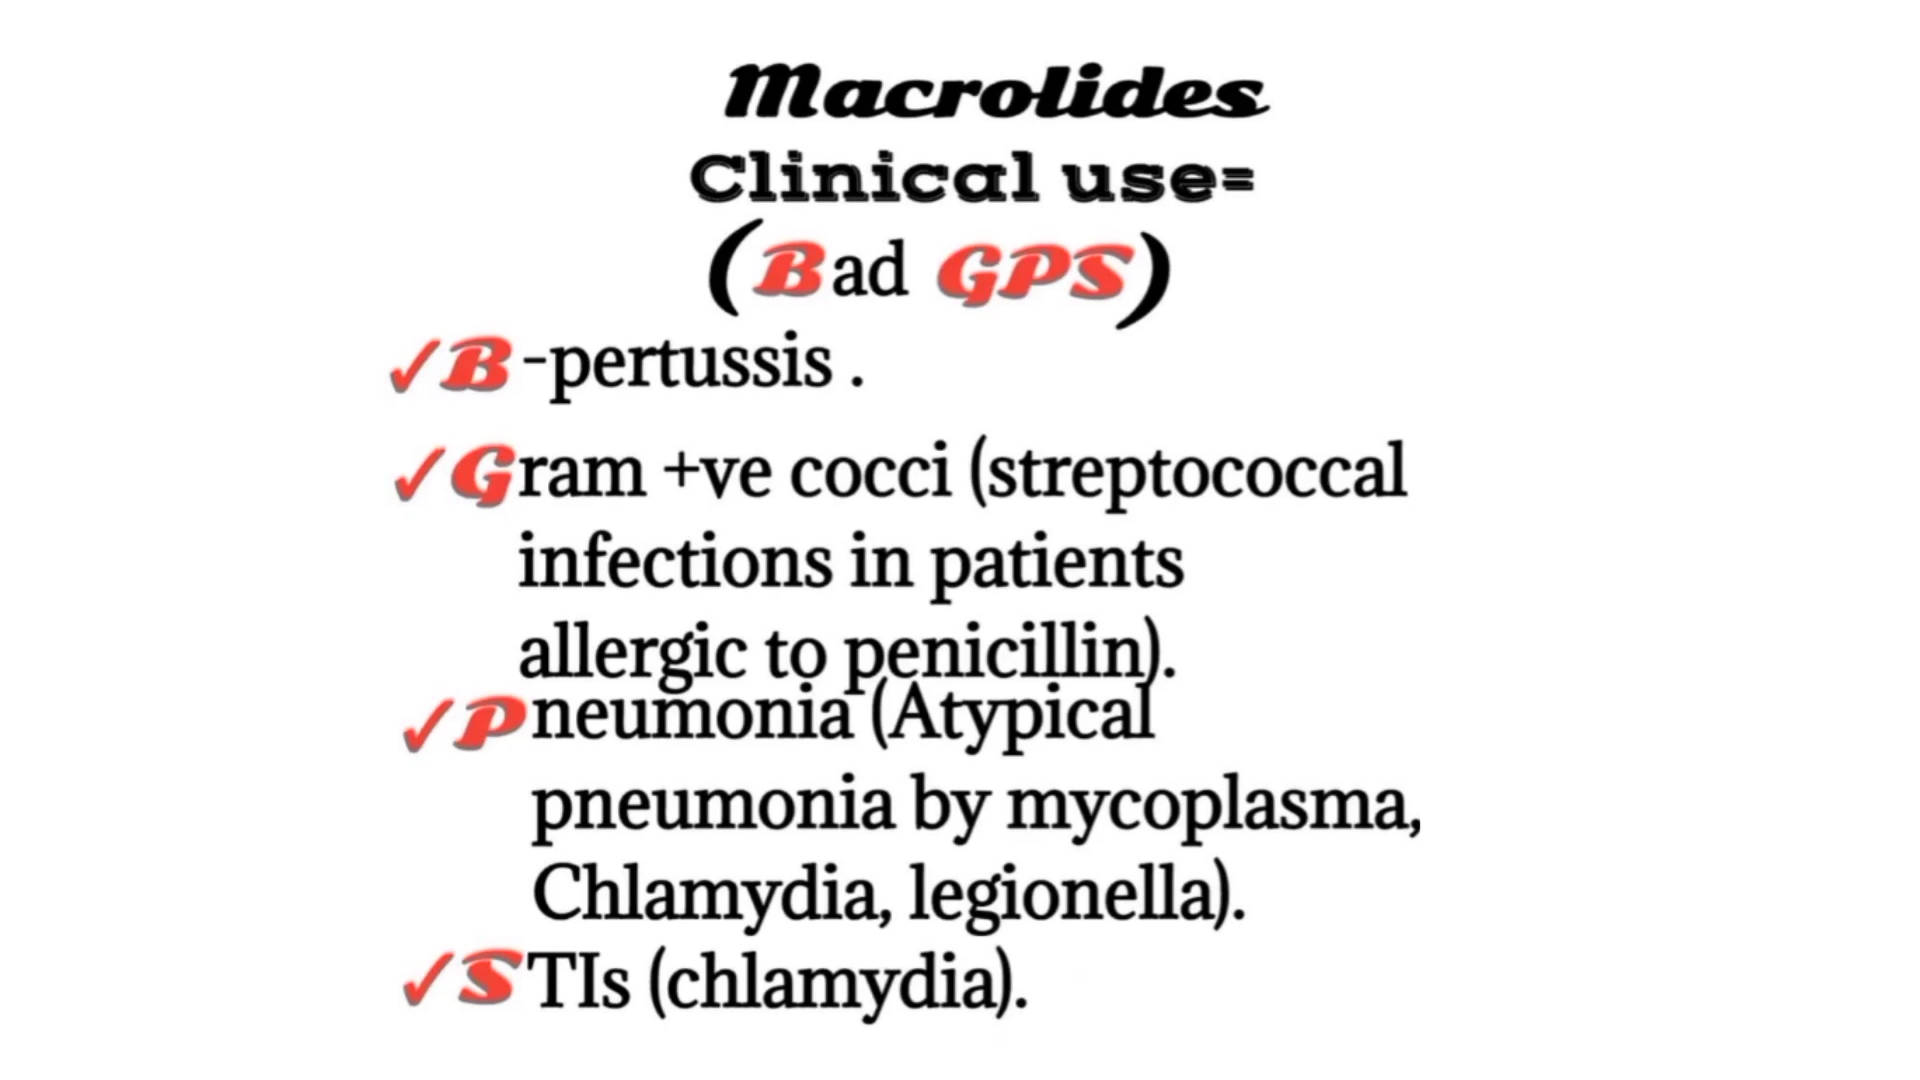 Macrolides
Clinical use=
(Bad GPS)
✓B-pertussis .
✓Gram +ve cocci (streptococcal
infections in patients
allergic to penicillin).
✓Pneumonia (Atypical
pneumonia by mycoplasma,
Chlamydia, legionella).
✓STIs (chlamydia).